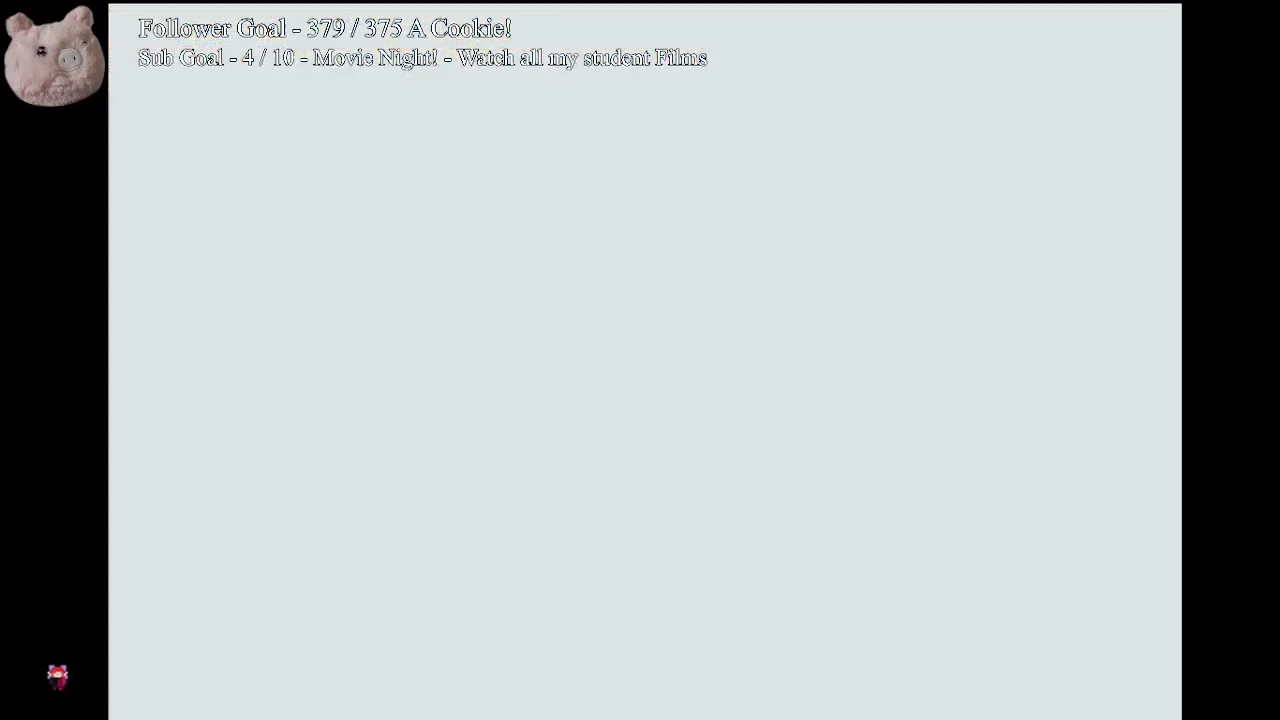 Follower Goal - 379 / 375 A Cookie!
Sub Goal - 4 / 10 - Movie Night! - Watch all my student Films